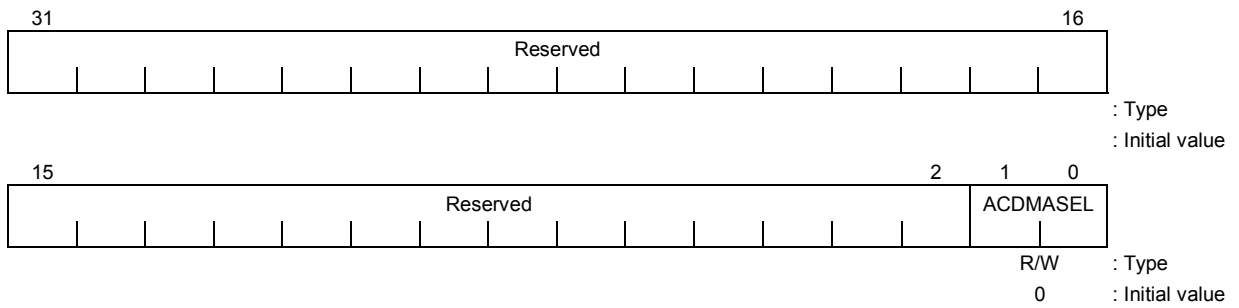 31 16
Reserved
: Type
: Initial value
15 2 1 0
Reserved ACDMASEL
R/W : Type
0 : Initial value